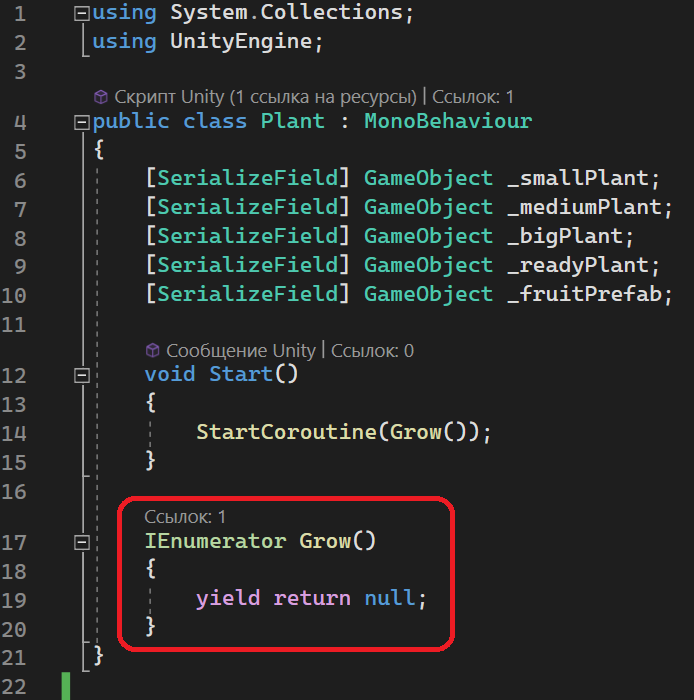 1 using System.Collections;
2 using UnityEngine;
3
Скрипт Unity (1 ссылка на ресурсы) | Ссылок: 1
4 public class Plant : MonoBehaviour
5 {
6 [SerializeField] GameObject _smallPlant;
7 [SerializeField] GameObject _mediumPlant;
8 [SerializeField] GameObject _bigPlant;
9 [SerializeField] GameObject _readyPlant;
10 [SerializeField] GameObject _fruitPrefab;
11
Сообщение Unity | Ссылок: 0
12 void Start()
13 {
14 StartCoroutine(Grow());
15 }
16
Ссылок: 1
17 IEnumerator Grow()
18 {
19 yield return null;
20 }
21 }
22